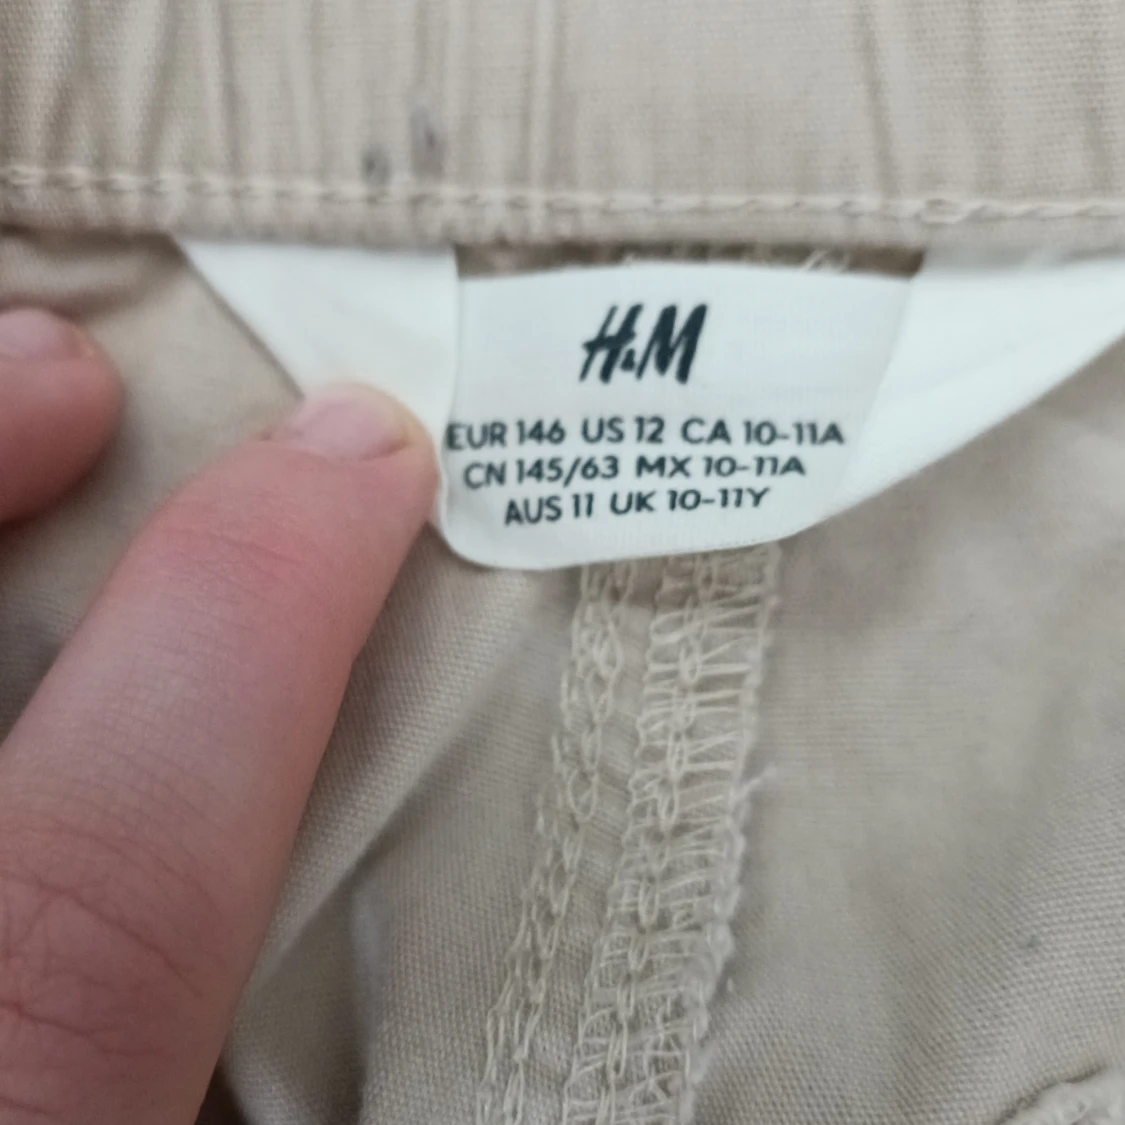 H&M
EUR 146 US 12 CA 10-11A
CN 145/63 MX 10-11A
AUS 11 UK 10-11Y